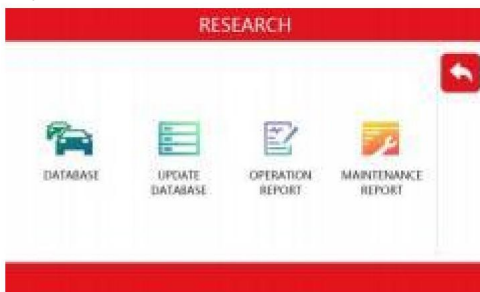 RESEARCH
DATABASE
UPDATE
DATABASE
OPERATION
REPORT
MAINTENANCE
REPORT